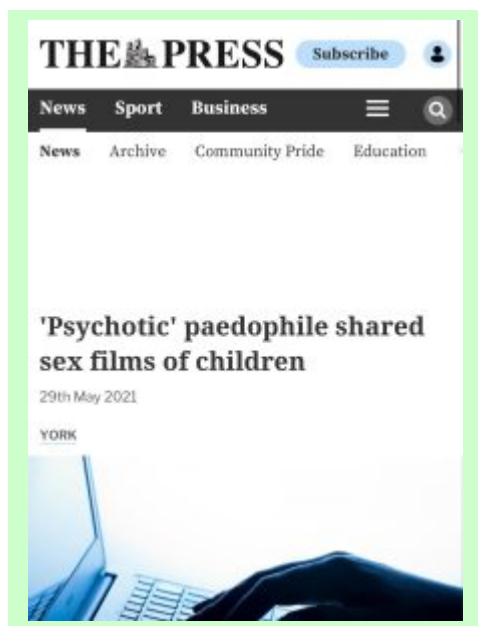 THE PRESS Subscribe
News Sport Business
News Archive Community Pride Education
'Psychotic' paedophile shared
sex films of children
29th May 2021
YORK